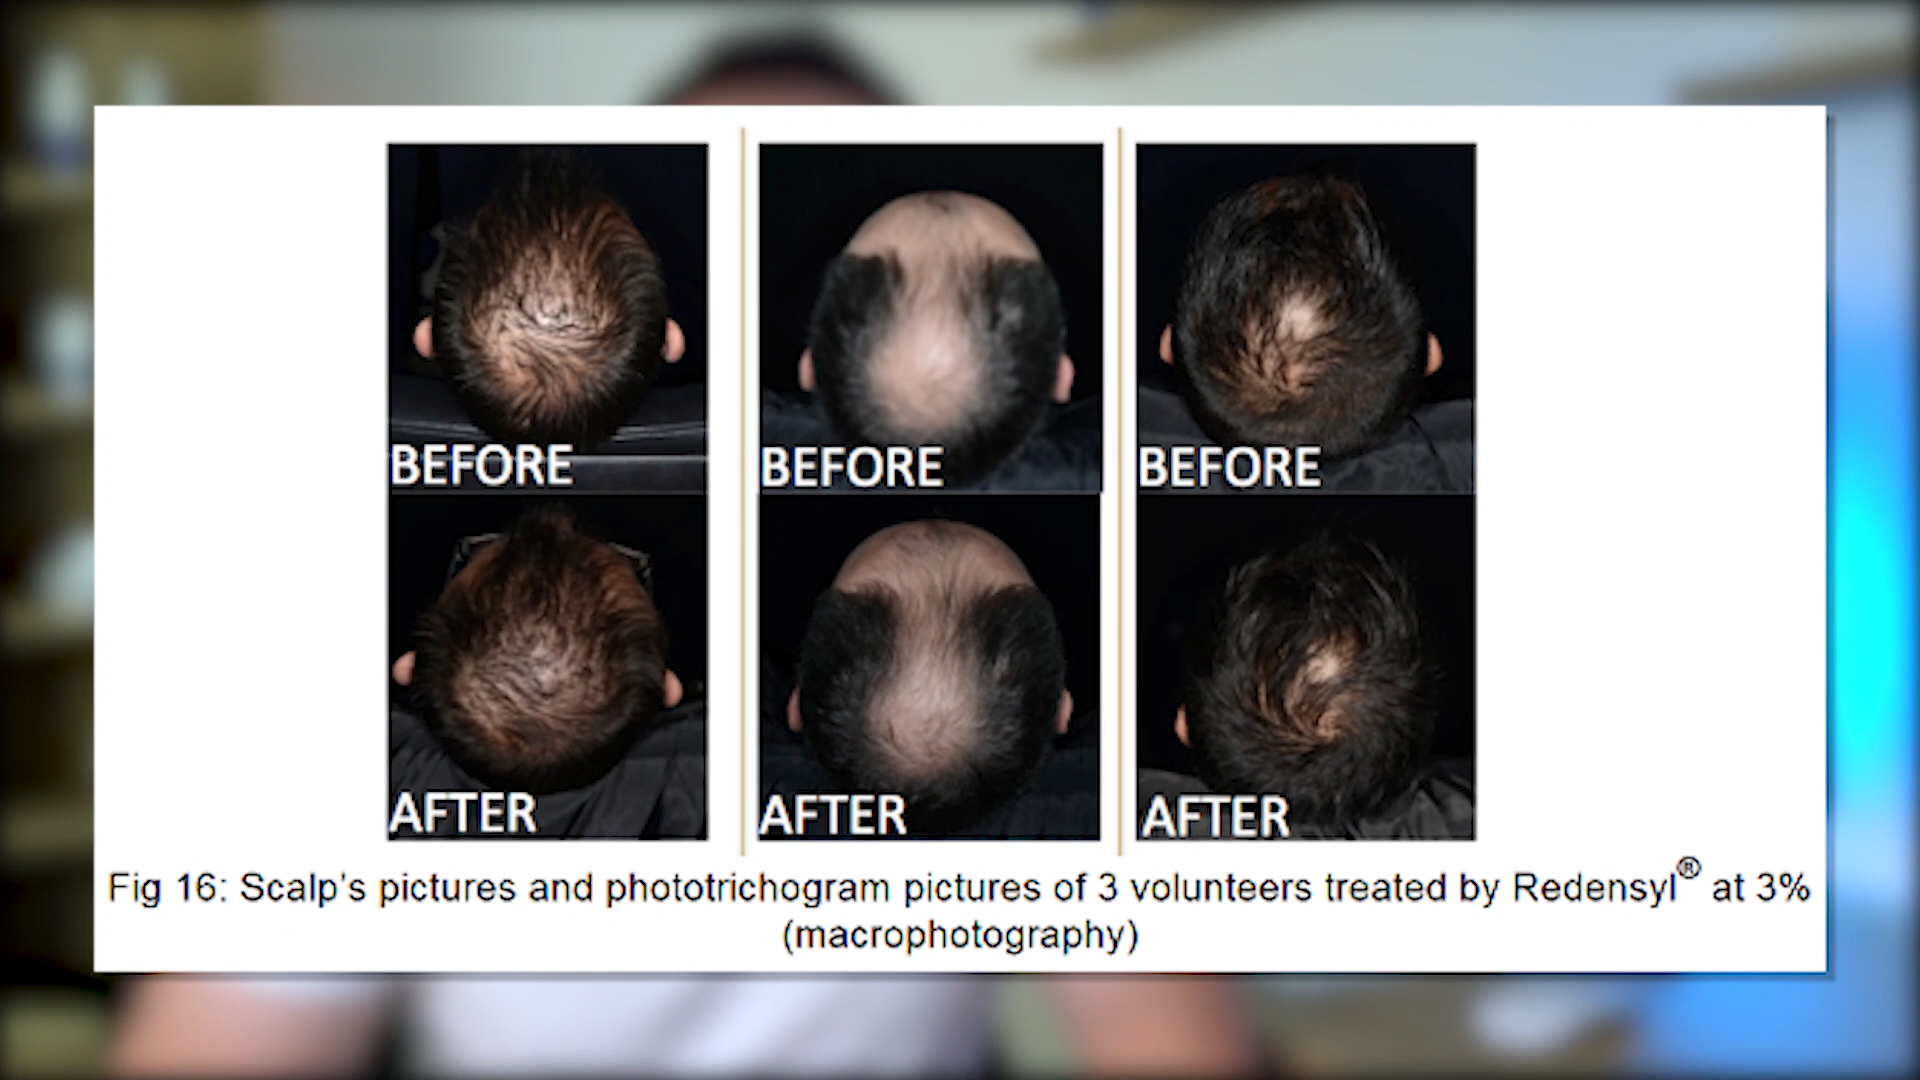 BEFORE
BEFORE
BEFORE
AFTER
AFTER
AFTER
Fig 16: Scalp's pictures and phototrichogram pictures of 3 volunteers treated by Redensyl® at 3%
(macrophotography)